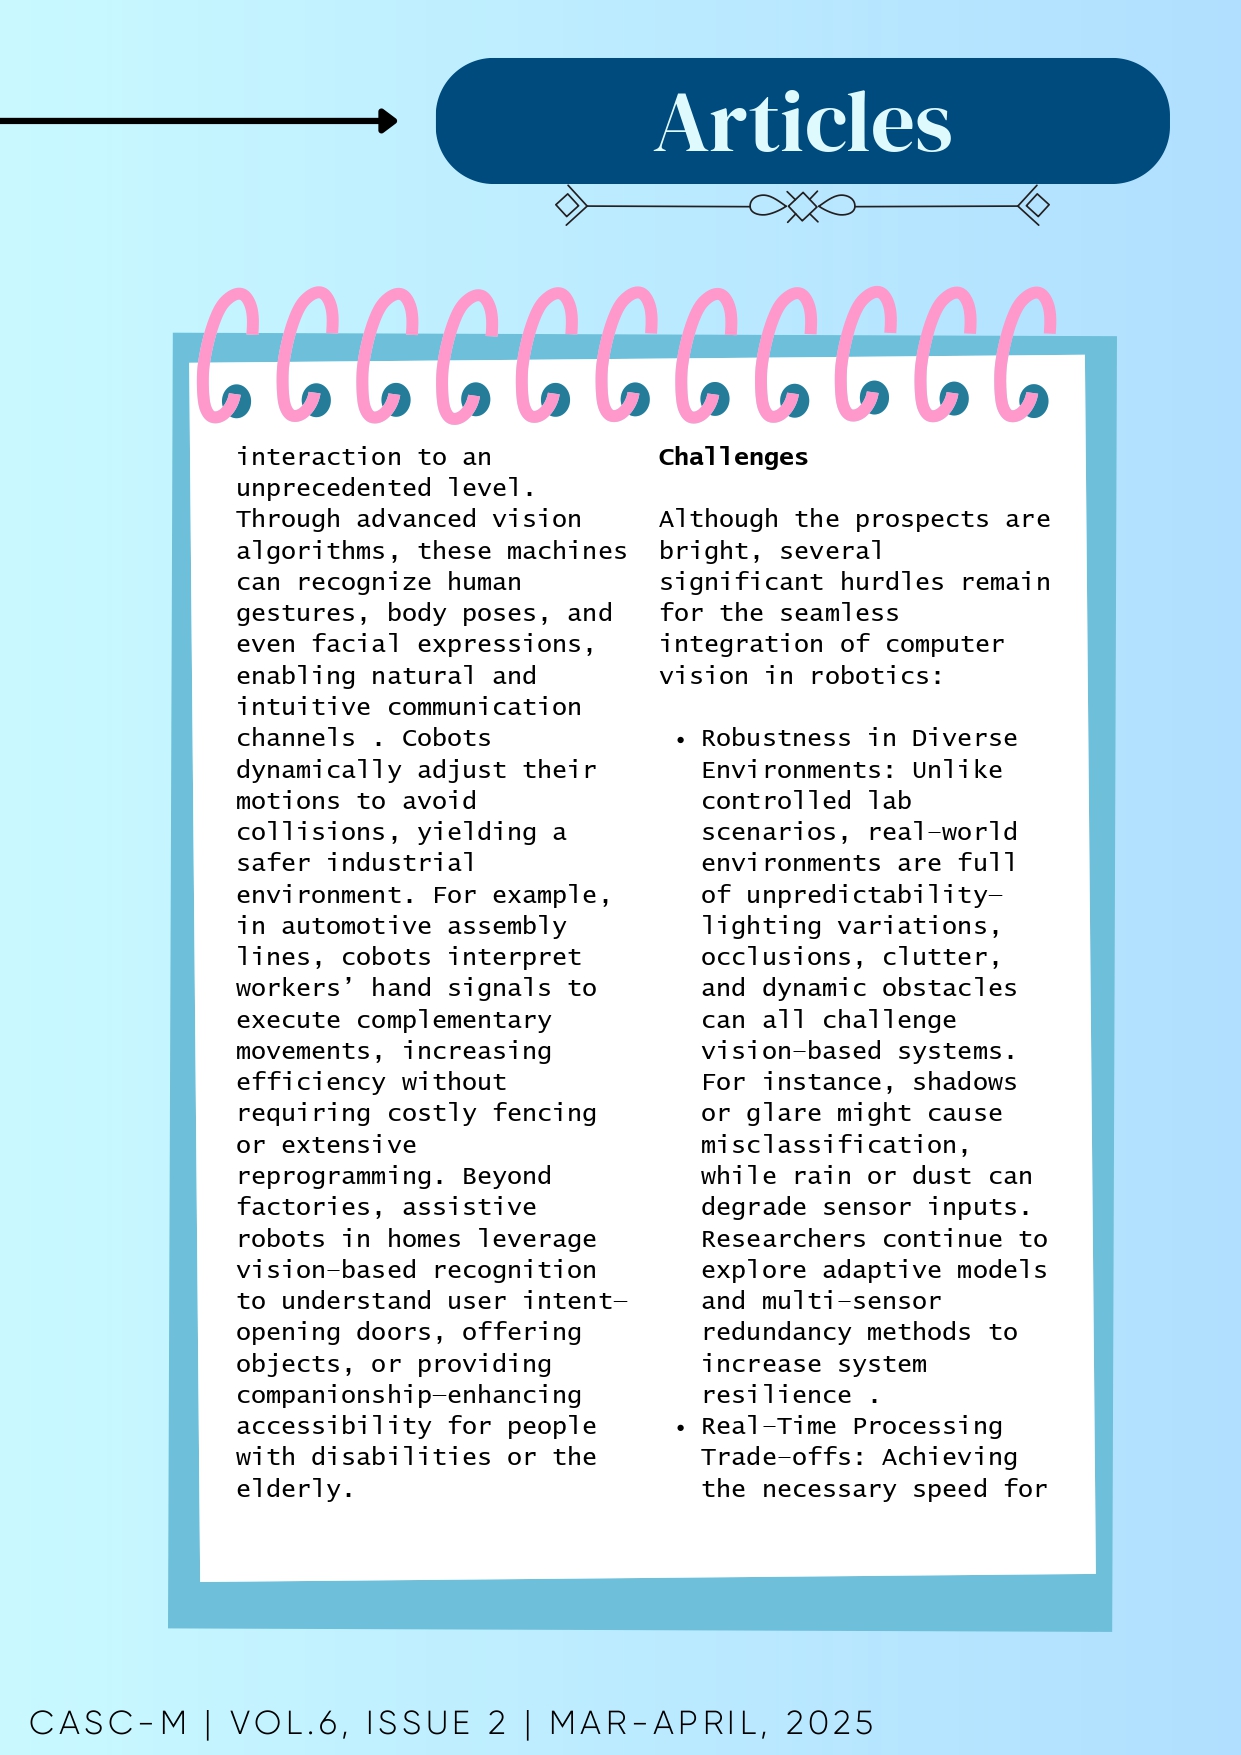 Articles
interaction to an
unprecedented level.
Through advanced vision
algorithms, these machines
can recognize human
gestures, body poses, and
even facial expressions,
enabling natural and
intuitive communication
channels . Cobots
dynamically adjust their
motions to avoid
collisions, yielding a
safer industrial
environment. For example,
in automotive assembly
lines, cobots interpret
workers’ hand signals to
execute complementary
movements, increasing
efficiency without
requiring costly fencing
or extensive
reprogramming. Beyond
factories, assistive
robots in homes leverage
vision-based recognition
to understand user intent—
opening doors, offering
objects, or providing
companionship—enhancing
accessibility for people
with disabilities or the
elderly.
Challenges
Although the prospects are
bright, several
significant hurdles remain
for the seamless
integration of computer
vision in robotics:
• Robustness in Diverse
Environments: Unlike
controlled lab
scenarios, real-world
environments are full
of unpredictability—
lighting variations,
occlusions, clutter,
and dynamic obstacles
can all challenge
vision-based systems.
For instance, shadows
or glare might cause
misclassification,
while rain or dust can
degrade sensor inputs.
Researchers continue to
explore adaptive models
and multi-sensor
redundancy methods to
increase system
resilience .
• Real-Time Processing
Trade-offs: Achieving
the necessary speed for
CASC-M | VOL.6, ISSUE 2 | MAR-APRIL, 2025